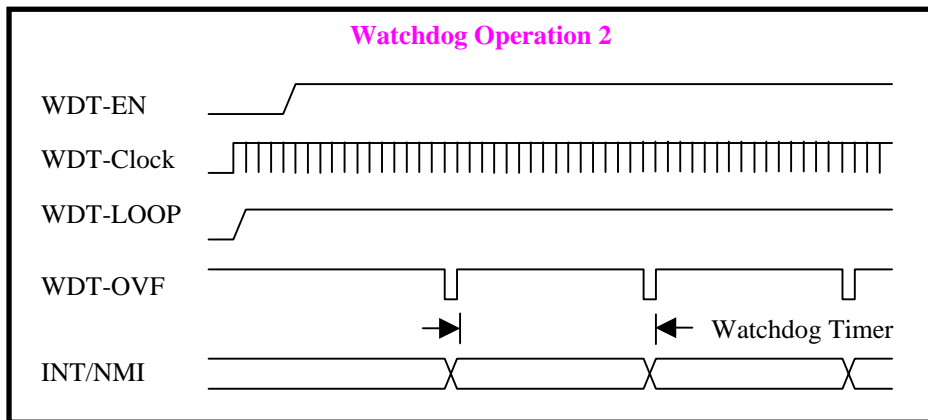 Watchdog Operation 2
WDT-EN
WDT-Clock
WDT-LOOP
WDT-OVF
Watchdog Timer
INT/NMI